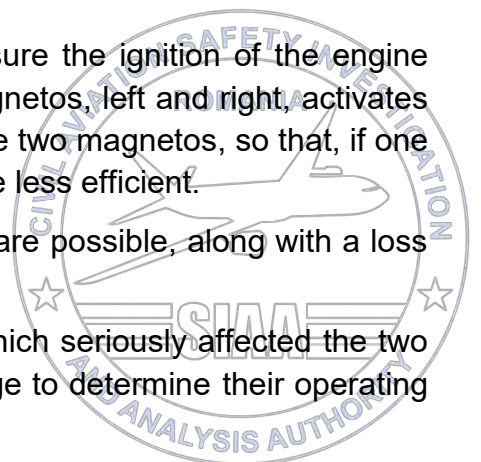 sure the ignition of the engine
gnetos, left and right, activates
e two magnetos, so that, if one
e less efficient.
are possible, along with a loss
hich seriously affected the two
ge to determine their operating
CIVIL AVIATION SAFETY INVESTIGATION
ROMANIA
SIAA
AND ANALYSIS AUTHORITY